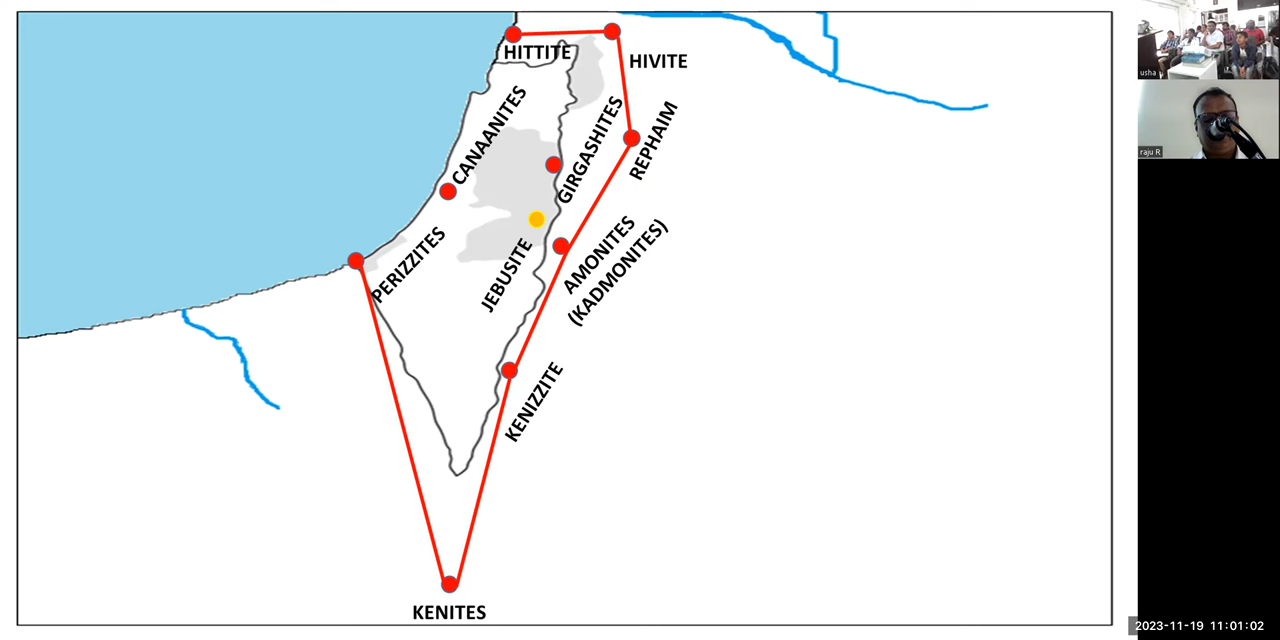 HITTITE
HIVITE
CANAANITES
GIRGASHITES
REPHAIM
PERIZZITES
JEBUSITE
AMONITES
(KADMONITES)
KENIZZITE
KENITES
usha
raju R
2023-11-19 11:01:02